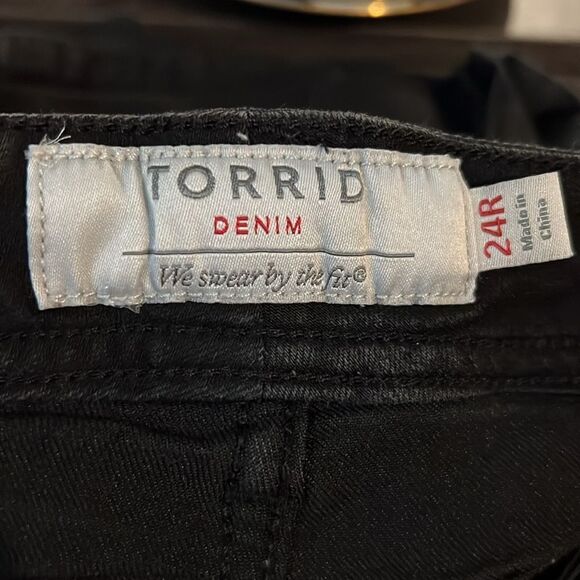 TORRID
DENIM
We swear by the fit®
24R
Made in
China